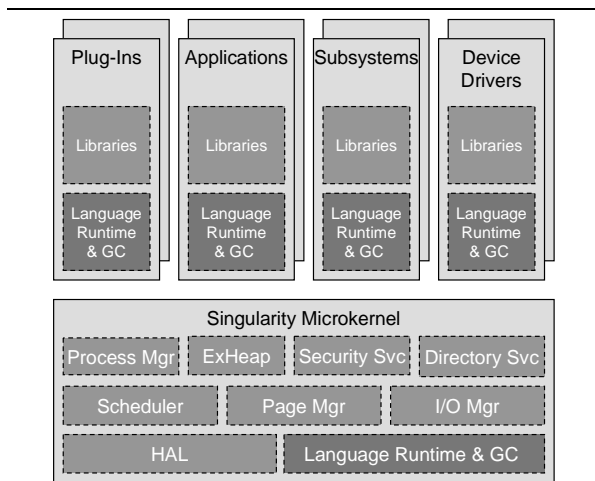 Plug-Ins
Applications
Subsystems
Device
Drivers
Libraries
Libraries
Libraries
Libraries
Language
Runtime
& GC
Language
Runtime
& GC
Language
Runtime
& GC
Language
Runtime
& GC
Singularity Microkernel
Process Mgr
ExHeap
Security Svc
Directory Svc
Scheduler
Page Mgr
I/O Mgr
HAL
Language Runtime & GC